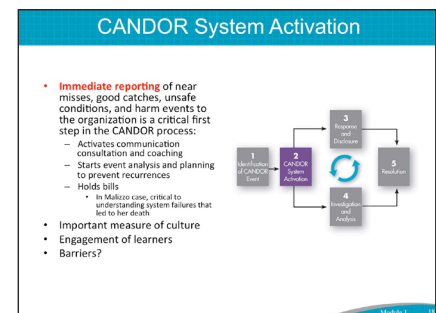 CANDOR System Activation
• Immediate reporting of near
misses, good catches, unsafe
conditions, and harm events to
the organization is a critical first
step in the CANDOR process:
– Activates communication
consultation and coaching
– Starts event analysis and planning
to prevent recurrences
– Holds bills
• In Malizzo case, critical to
understanding system failures that
led to her death
• Important measure of culture
• Engagement of learners
• Barriers?
1
Identification
of CANDOR
Event
2
CANDOR
System
Activation
3
Response
and
Disclosure
4
Investigation
and
Analysis
5
Resolution
Module 1